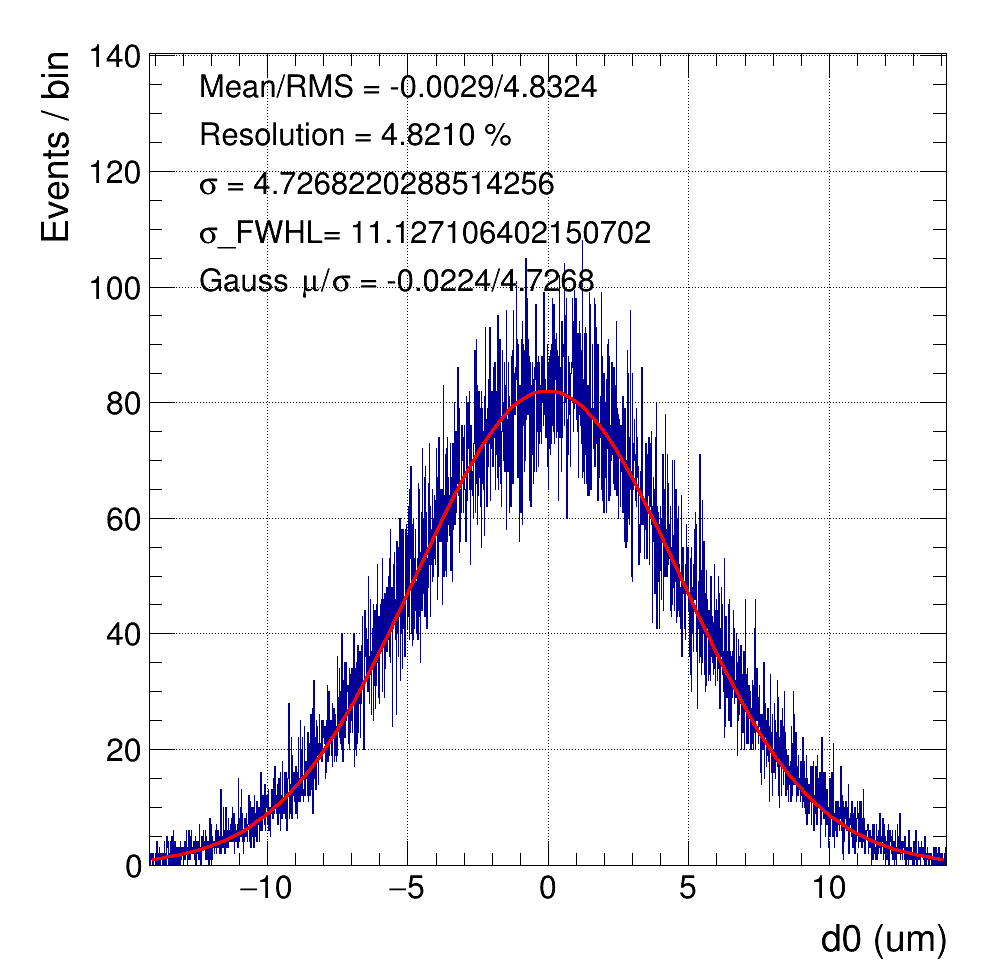 Mean/RMS = -0.0029/4.8324
Resolution = 4.8210 %
σ = 4.7268220288514256
σ_FWHL= 11.127106402150702
Gauss μ/σ = -0.0224/4.7268
Events / bin
140
120
100
80
60
40
20
0
−10
−5
0
5
10
d0 (um)